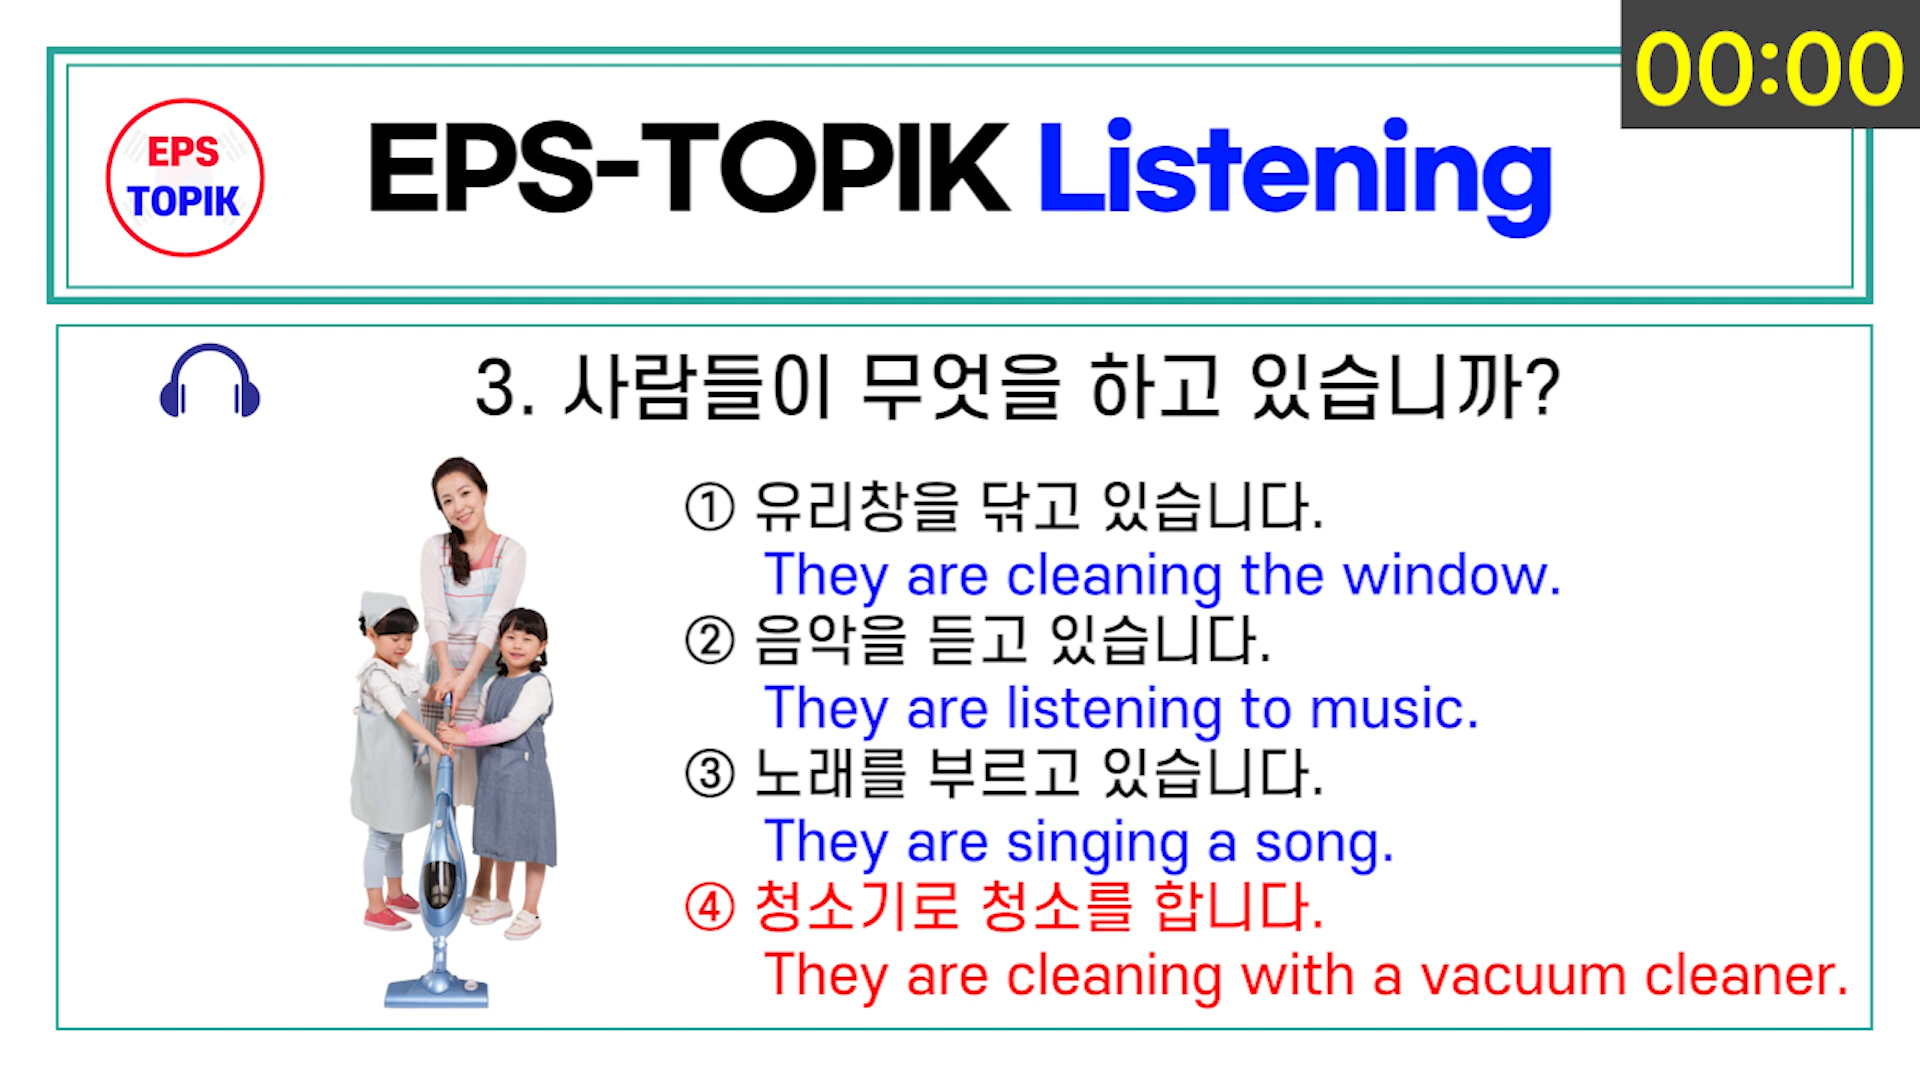 00:00
EPS
TOPIK
EPS-TOPIK Listening
3. 사람들이 무엇을 하고 있습니까?
① 유리창을 닦고 있습니다.
They are cleaning the window.
② 음악을 듣고 있습니다.
They are listening to music.
③ 노래를 부르고 있습니다.
They are singing a song.
④ 청소기로 청소를 합니다.
They are cleaning with a vacuum cleaner.